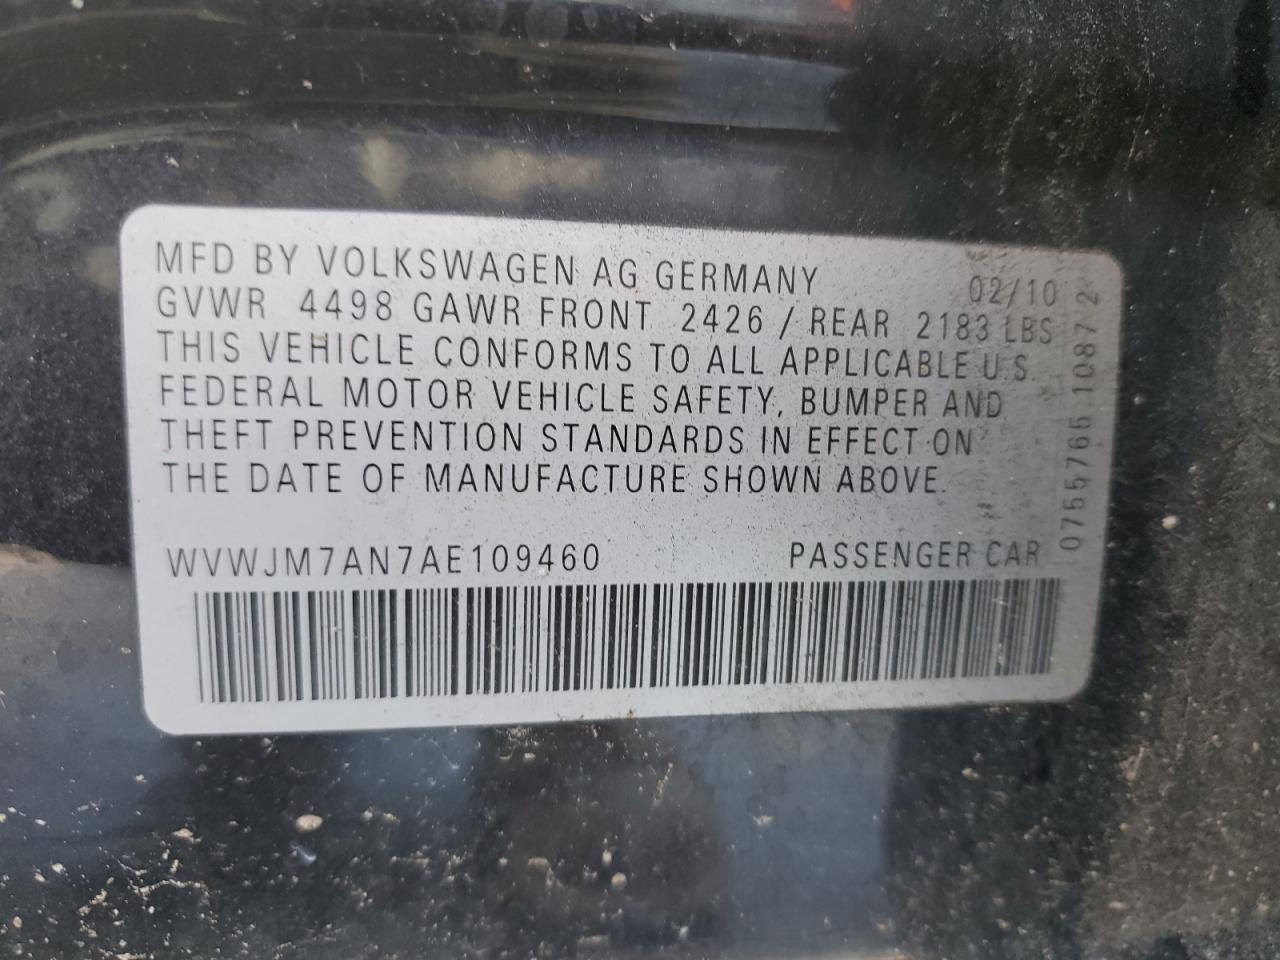 MFD BY VOLKSWAGEN AG GERMANY 02/10
GVWR 4498 GAWR FRONT 2426 / REAR 2183 LBS
THIS VEHICLE CONFORMS TO ALL APPLICABLE U.S.
FEDERAL MOTOR VEHICLE SAFETY, BUMPER AND
THEFT PREVENTION STANDARDS IN EFFECT ON
THE DATE OF MANUFACTURE SHOWN ABOVE.
WVWJM7AN7AE109460 PASSENGER CAR
0755766 1087 2